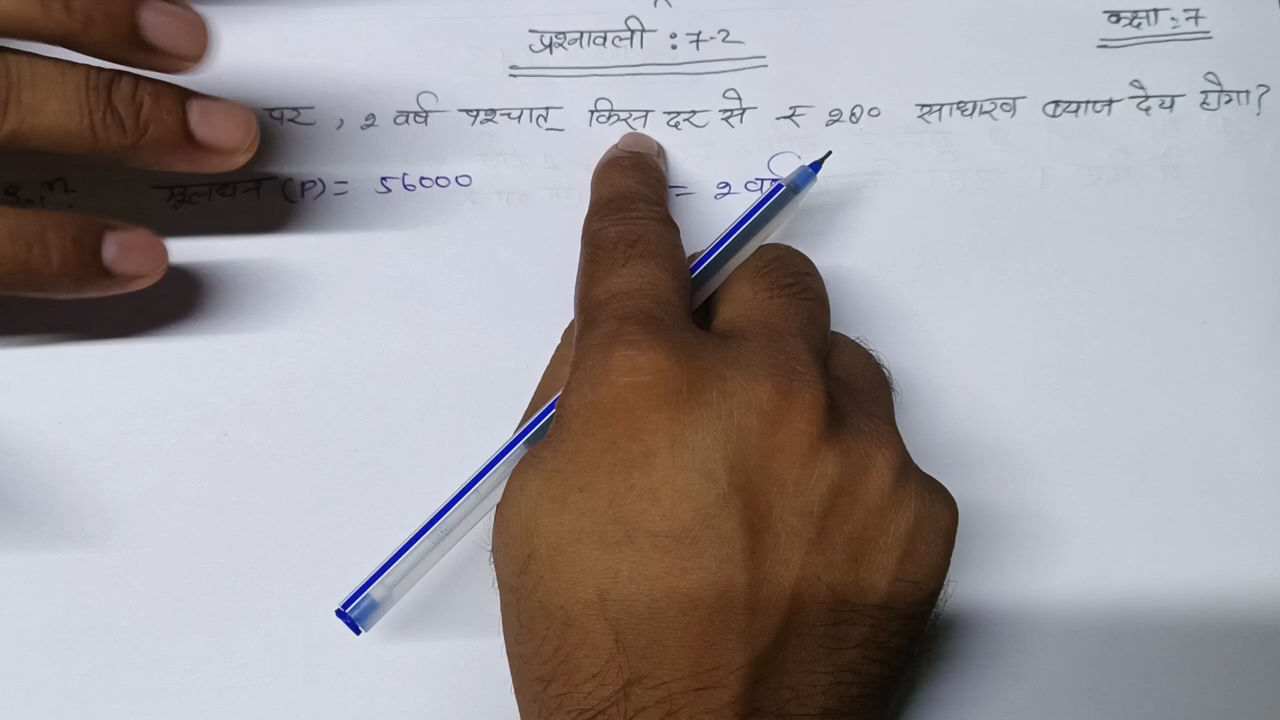 प्रश्नावली : 7.2
कक्षा : 7
पर , 2 वर्ष पश्चात् किस दर से ₹ 280 साधारण ब्याज देय होगा ?
मूलधन (P) = 56000 = 2 वर्ष